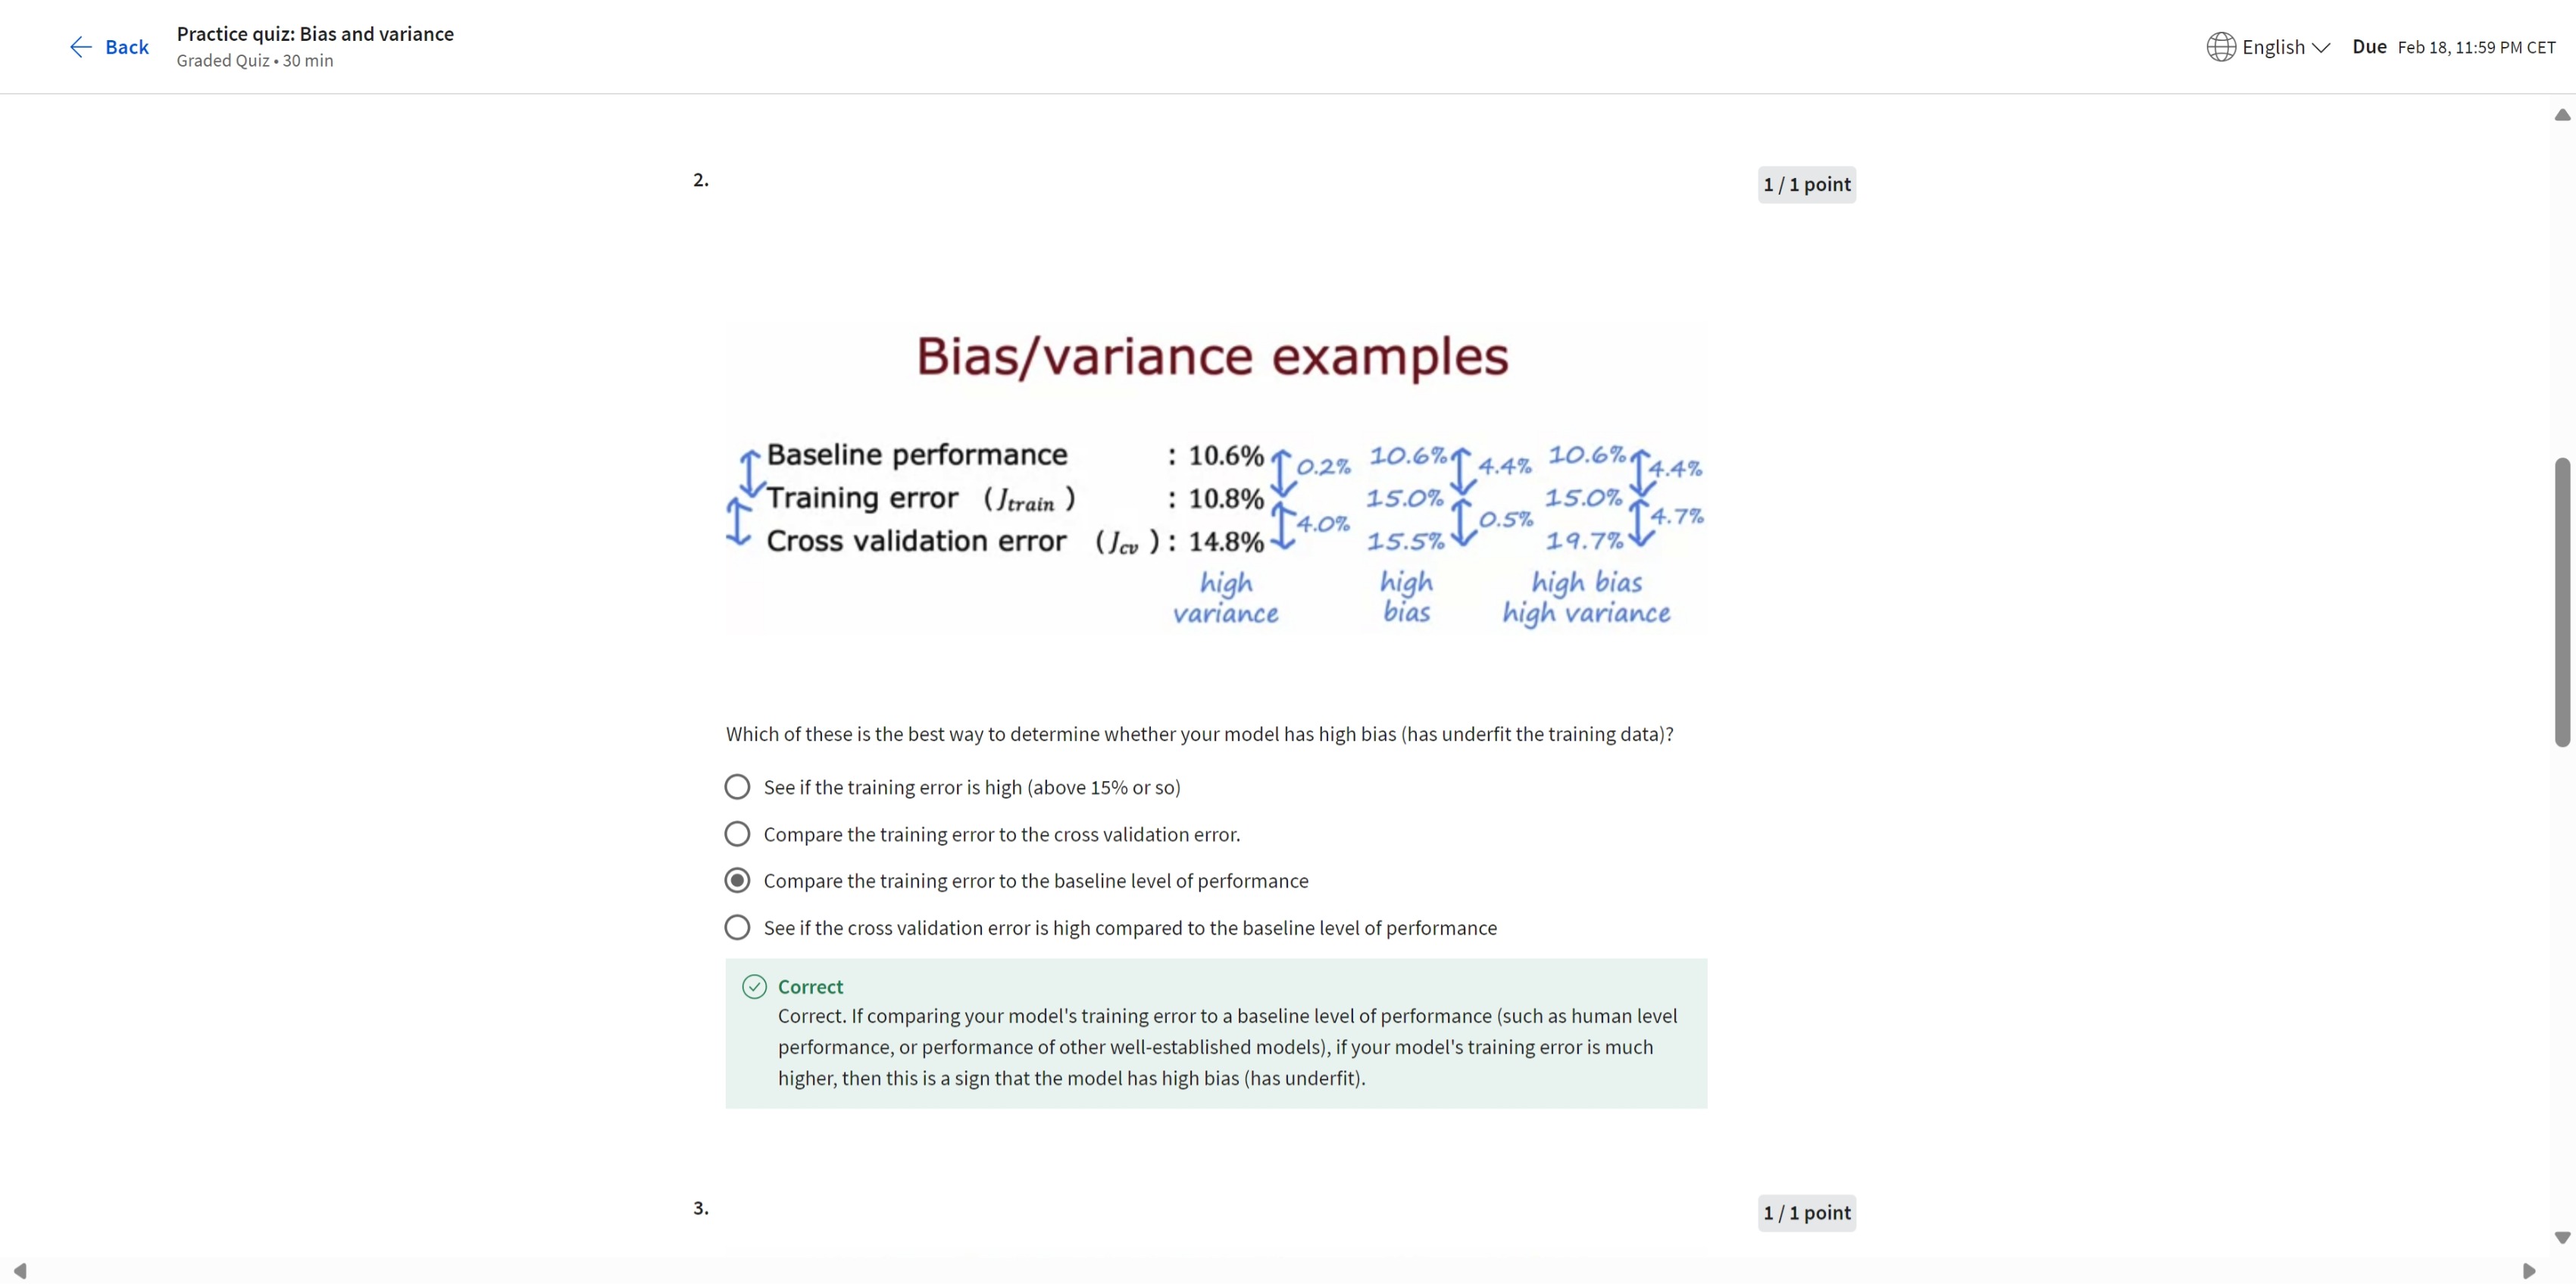 Back
Practice quiz: Bias and variance
Graded Quiz • 30 min
English
Due Feb 18, 11:59 PM CET
2.
1 / 1 point
Bias/variance examples
Baseline performance : 10.6% 0.2% 10.6% 4.4% 10.6% 4.4%
Training error (Jtrain) : 10.8% 15.0% 15.0%
4.0% 0.5% 4.7%
Cross validation error (Jcv) : 14.8% 15.5% 19.7%
high high high bias
variance bias high variance
Which of these is the best way to determine whether your model has high bias (has underfit the training data)?
See if the training error is high (above 15% or so)
Compare the training error to the cross validation error.
Compare the training error to the baseline level of performance
See if the cross validation error is high compared to the baseline level of performance
Correct
Correct. If comparing your model's training error to a baseline level of performance (such as human level
performance, or performance of other well-established models), if your model's training error is much
higher, then this is a sign that the model has high bias (has underfit).
3.
1 / 1 point